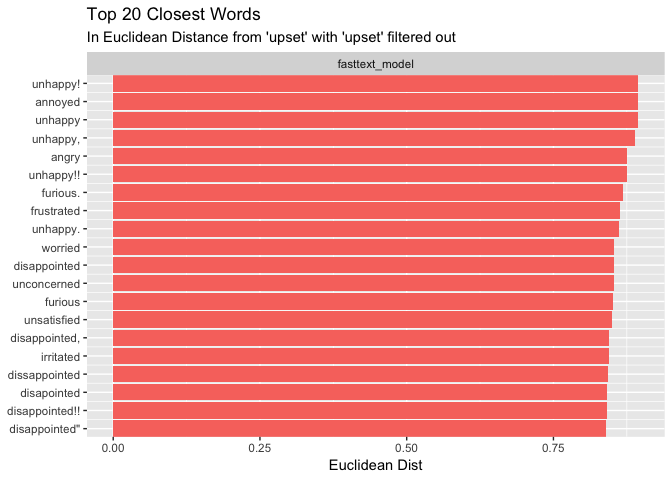 Top 20 Closest Words
In Euclidean Distance from 'upset' with 'upset' filtered out
fasttext_model
unhappy!
annoyed
unhappy
unhappy,
angry
unhappy!!
furious.
frustrated
unhappy.
worried
disappointed
unconcerned
furious
unsatisfied
disappointed,
irritated
dissappointed
disapointed
disappointed!!
disappointed"
0.00 0.25 0.50 0.75
Euclidean Dist